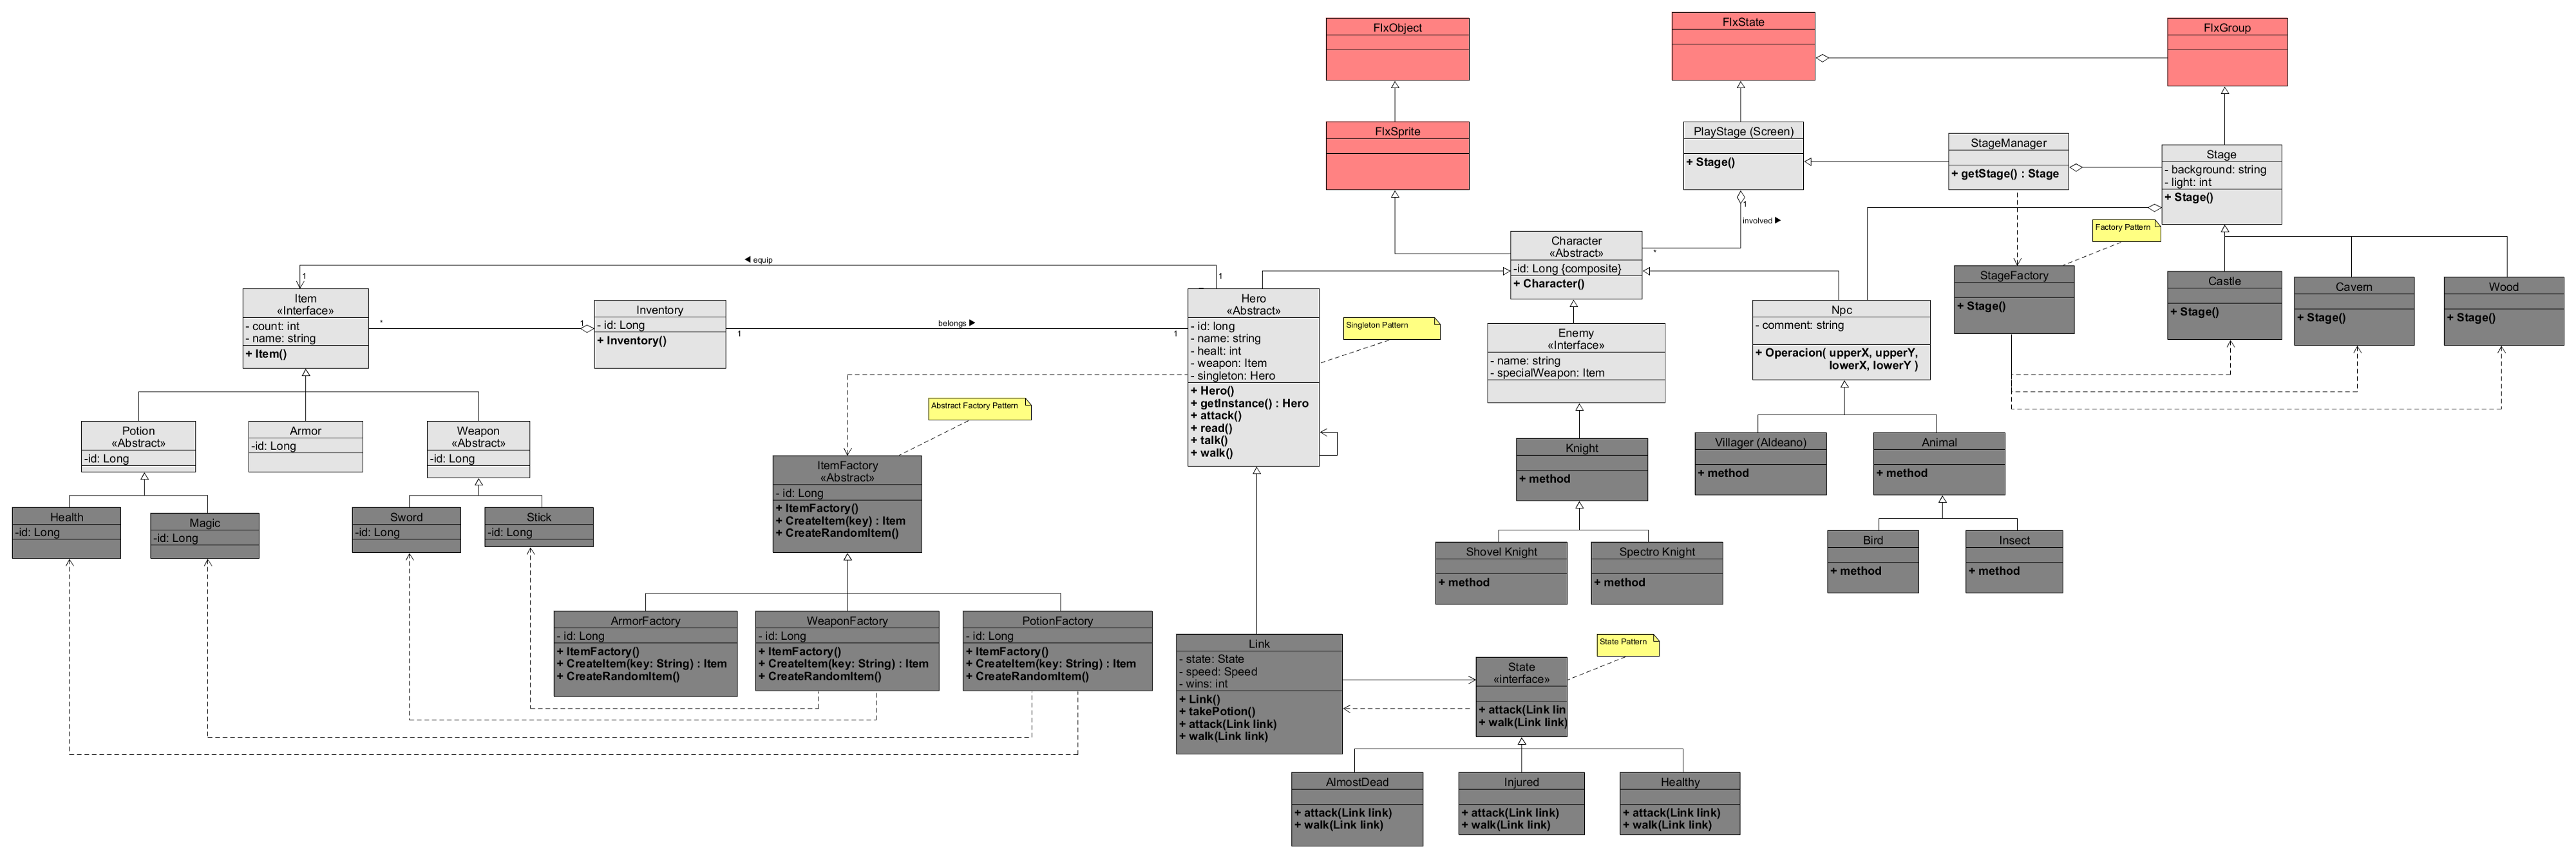 FlxObject
FlxState
FlxGroup
FlxSprite
PlayStage (Screen)
+ Stage()
StageManager
+ getStage() : Stage
Stage
- background: string
- light: int
+ Stage()
1
involved ▶
*
Factory Pattern
Character
«Abstract»
-id: Long {composite}
+ Character()
◀ equip
1
1
Item
«Interface»
- count: int
- name: string
+ Item()
*
1
Inventory
- id: Long
+ Inventory()
1
belongs ▶
1
Hero
«Abstract»
- id: long
- name: string
- healt: int
- weapon: Item
- singleton: Hero
+ Hero()
+ getInstance() : Hero
+ attack()
+ read()
+ talk()
+ walk()
Singleton Pattern
Enemy
«Interface»
- name: string
- specialWeapon: Item
Npc
- comment: string
+ Operacion( upperX, upperY,
lowerX, lowerY )
StageFactory
+ Stage()
Castle
+ Stage()
Cavern
+ Stage()
Wood
+ Stage()
Potion
«Abstract»
-id: Long
Armor
-id: Long
Weapon
«Abstract»
-id: Long
Abstract Factory Pattern
ItemFactory
«Abstract»
- id: Long
+ ItemFactory()
+ CreateItem(key) : Item
+ CreateRandomItem()
Knight
+ method
Villager (Aldeano)
+ method
Animal
+ method
Health
-id: Long
Magic
-id: Long
Sword
-id: Long
Stick
-id: Long
Shovel Knight
+ method
Spectro Knight
+ method
Bird
+ method
Insect
+ method
ArmorFactory
- id: Long
+ ItemFactory()
+ CreateItem(key: String) : Item
+ CreateRandomItem()
WeaponFactory
- id: Long
+ ItemFactory()
+ CreateItem(key: String) : Item
+ CreateRandomItem()
PotionFactory
- id: Long
+ ItemFactory()
+ CreateItem(key: String) : Item
+ CreateRandomItem()
Link
- state: State
- speed: Speed
- wins: int
+ Link()
+ takePotion()
+ attack(Link link)
+ walk(Link link)
State Pattern
State
«interface»
+ attack(Link lin
+ walk(Link link)
AlmostDead
+ attack(Link link)
+ walk(Link link)
Injured
+ attack(Link link)
+ walk(Link link)
Healthy
+ attack(Link link)
+ walk(Link link)